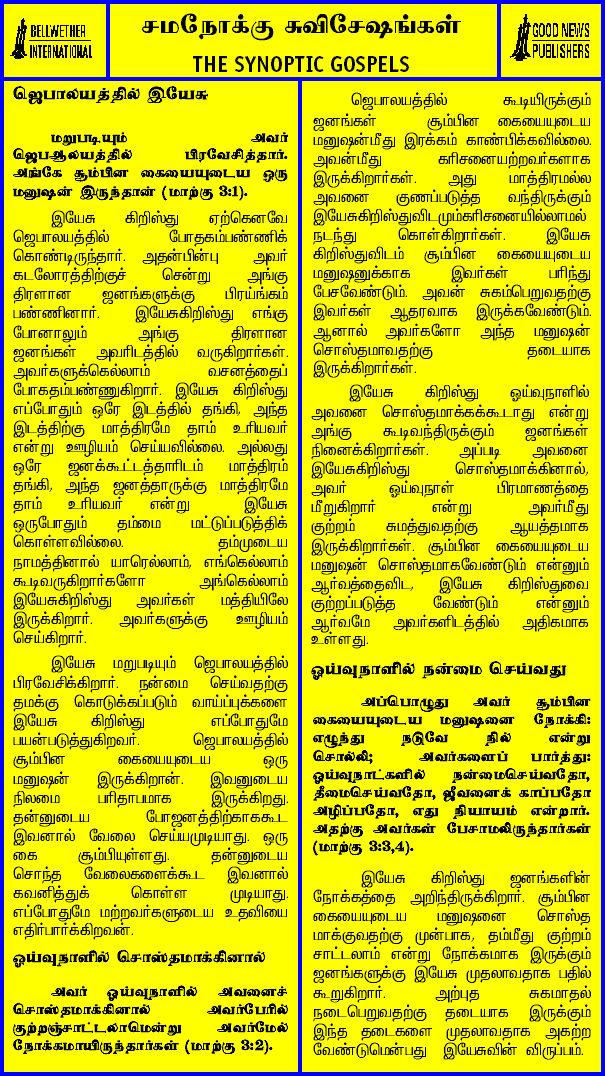 BELLWETHER
INTERNATIONAL
சமநோக்கு சுவிசேஷங்கள்
THE SYNOPTIC GOSPELS
GOOD NEWS
PUBLISHERS
ஜெபாலயத்தில் இயேசு
மறுபடியும் அவர்
ஜெபஆலயத்தில் பிரவேசித்தார்.
அங்கே சூம்பின கையையுடைய ஒரு
மனுஷன் இருந்தான் (மாற்கு 3:1).
இயேசு கிறிஸ்து ஏற்கெனவே
ஜெபாலயத்தில் போதகம்பண்ணிக்
கொண்டிருந்தார். அதன்பின்பு அவர்
கடலோரத்திற்குச் சென்று அங்கு
திரளான ஜனங்களுக்கு பிரயங்கம்
பண்ணினார். இயேசுகிறிஸ்து எங்கு
போனாலும் அங்கு திரளான
ஜனங்கள் அவரிடத்தில் வருகிறார்கள்.
அவர்களுக்கெல்லாம் வசனத்தைப்
போகதம்பண்ணுகிறார். இயேசு கிறிஸ்து
எப்போதும் ஒரே இடத்தில் தங்கி, அந்த
இடத்திற்கு மாத்திரமே தாம் உரியவர்
என்று ஊழியம் செய்யவில்லை. அல்லது
ஒரே ஜனக்கூட்டத்தாரிடம் மாத்திரம்
தங்கி, அந்த ஜனத்தாருக்கு மாத்திரமே
தாம் உரியவர் என்று இயேசு
ஒருபோதும் தம்மை மட்டுப்படுத்திக்
கொள்ளவில்லை. தம்முடைய
நாமத்தினால் யாரெல்லாம், எங்கெல்லாம்
கூடிவருகிறார்களோ அங்கெல்லாம்
இயேசுகிறிஸ்து அவர்கள் மத்தியிலே
இருக்கிறார். அவர்களுக்கு ஊழியம்
செய்கிறார்.
இயேசு மறுபடியும் ஜெபாலயத்தில்
பிரவேசிக்கிறார். நன்மை செய்வதற்கு
தமக்கு கொடுக்கப்படும் வாய்ப்புக்களை
இயேசு கிறிஸ்து எப்போதுமே
பயன்படுத்துகிறவர். ஜெபாலயத்தில்
சூம்பின கையையுடைய ஒரு
மனுஷன் இருக்கிறான். இவனுடைய
நிலமை பரிதாபமாக இருக்கிறது.
தன்னுடைய போஜனத்திற்காககூட
இவனால் வேலை செய்யமுடியாது. ஒரு
கை சூம்பியுள்ளது. தன்னுடைய
சொந்த வேலைகளைக்கூட இவனால்
கவனித்துக் கொள்ள முடியாது.
எப்போதுமே மற்றவர்களுடைய உதவியை
எதிர்பார்க்கிறவன்.
ஓய்வுநாளில் சொஸ்தமாக்கினால்
அவர் ஓய்வுநாளில் அவனைச்
சொஸ்தமாக்கினால் அவர்பேரில்
குற்றஞ்சாட்டலாமென்று அவர்மேல்
நோக்கமாயிருந்தார்கள் (மாற்கு 3:2).
ஜெபாலயத்தில் கூடியிருக்கும்
ஜனங்கள் சூம்பின கையையுடைய
மனுஷன்மீது இரக்கம் காண்பிக்கவில்லை.
அவன்மீது கரிசனையற்றவர்களாக
இருக்கிறார்கள். அது மாத்திரமல்ல
அவனை குணப்படுத்த வந்திருக்கும்
இயேசுகிறிஸ்துவிடமும்கரிசனையில்லாமல்
நடந்து கொள்கிறார்கள். இயேசு
கிறிஸ்துவிடம் சூம்பின கையையுடைய
மனுஷனுக்காக இவர்கள் பரிந்து
பேசவேண்டும். அவன் சுகம்பெறுவதற்கு
இவர்கள் ஆதரவாக இருக்கவேண்டும்.
ஆனால் அவர்களோ அந்த மனுஷன்
சொஸ்தமாவதற்கு தடையாக
இருக்கிறார்கள்.
இயேசு கிறிஸ்து ஓய்வுநாளில்
அவனை சொஸ்தமாக்கக்கூடாது என்று
அங்கு கூடிவந்திருக்கும் ஜனங்கள்
நினைக்கிறார்கள். அப்படி அவனை
இயேசுகிறிஸ்து சொஸ்தமாக்கினால்,
அவர் ஓய்வுநாள் பிரமாணத்தை
மீறுகிறார் என்று அவர்மீது
குற்றம் சுமத்துவதற்கு ஆயத்தமாக
இருக்கிறார்கள். சூம்பின கையையுடைய
மனுஷன் சொஸ்தமாகவேண்டும் என்னும்
ஆர்வத்தைவிட, இயேசு கிறிஸ்துவை
குற்றப்படுத்த வேண்டும் என்னும்
ஆர்வமே அவர்களிடத்தில் அதிகமாக
உள்ளது.
ஓய்வுநாளில் நன்மை செய்வது
அப்பொழுது அவர் சூம்பின
கையையுடைய மனுஷனை நோக்கி:
எழுந்து நடுவே நில் என்று
சொல்லி; அவர்களைப் பார்த்து:
ஓய்வுநாட்களில் நன்மைசெய்வதோ,
தீமைசெய்வதோ, ஜீவனைக் காப்பதோ
அழிப்பதோ, எது நியாயம் என்றார்.
அதற்கு அவர்கள் பேசாமலிருந்தார்கள்
(மாற்கு 3:3,4).
இயேசு கிறிஸ்து ஜனங்களின்
நோக்கத்தை அறிந்திருக்கிறார். சூம்பின
கையையுடைய மனுஷனை சொஸ்த
மாக்குவதற்கு முன்பாக, தம்மீது குற்றம்
சாட்டலாம் என்று நோக்கமாக இருக்கும்
ஜனங்களுக்கு இயேசு முதலாவதாக பதில்
கூறுகிறார். அற்புத சுகமாதல்
நடைபெறுவதற்கு தடையாக இருக்கும்
இந்த தடைகளை முதலாவதாக அகற்ற
வேண்டுமென்பது இயேசுவின் விருப்பம்.